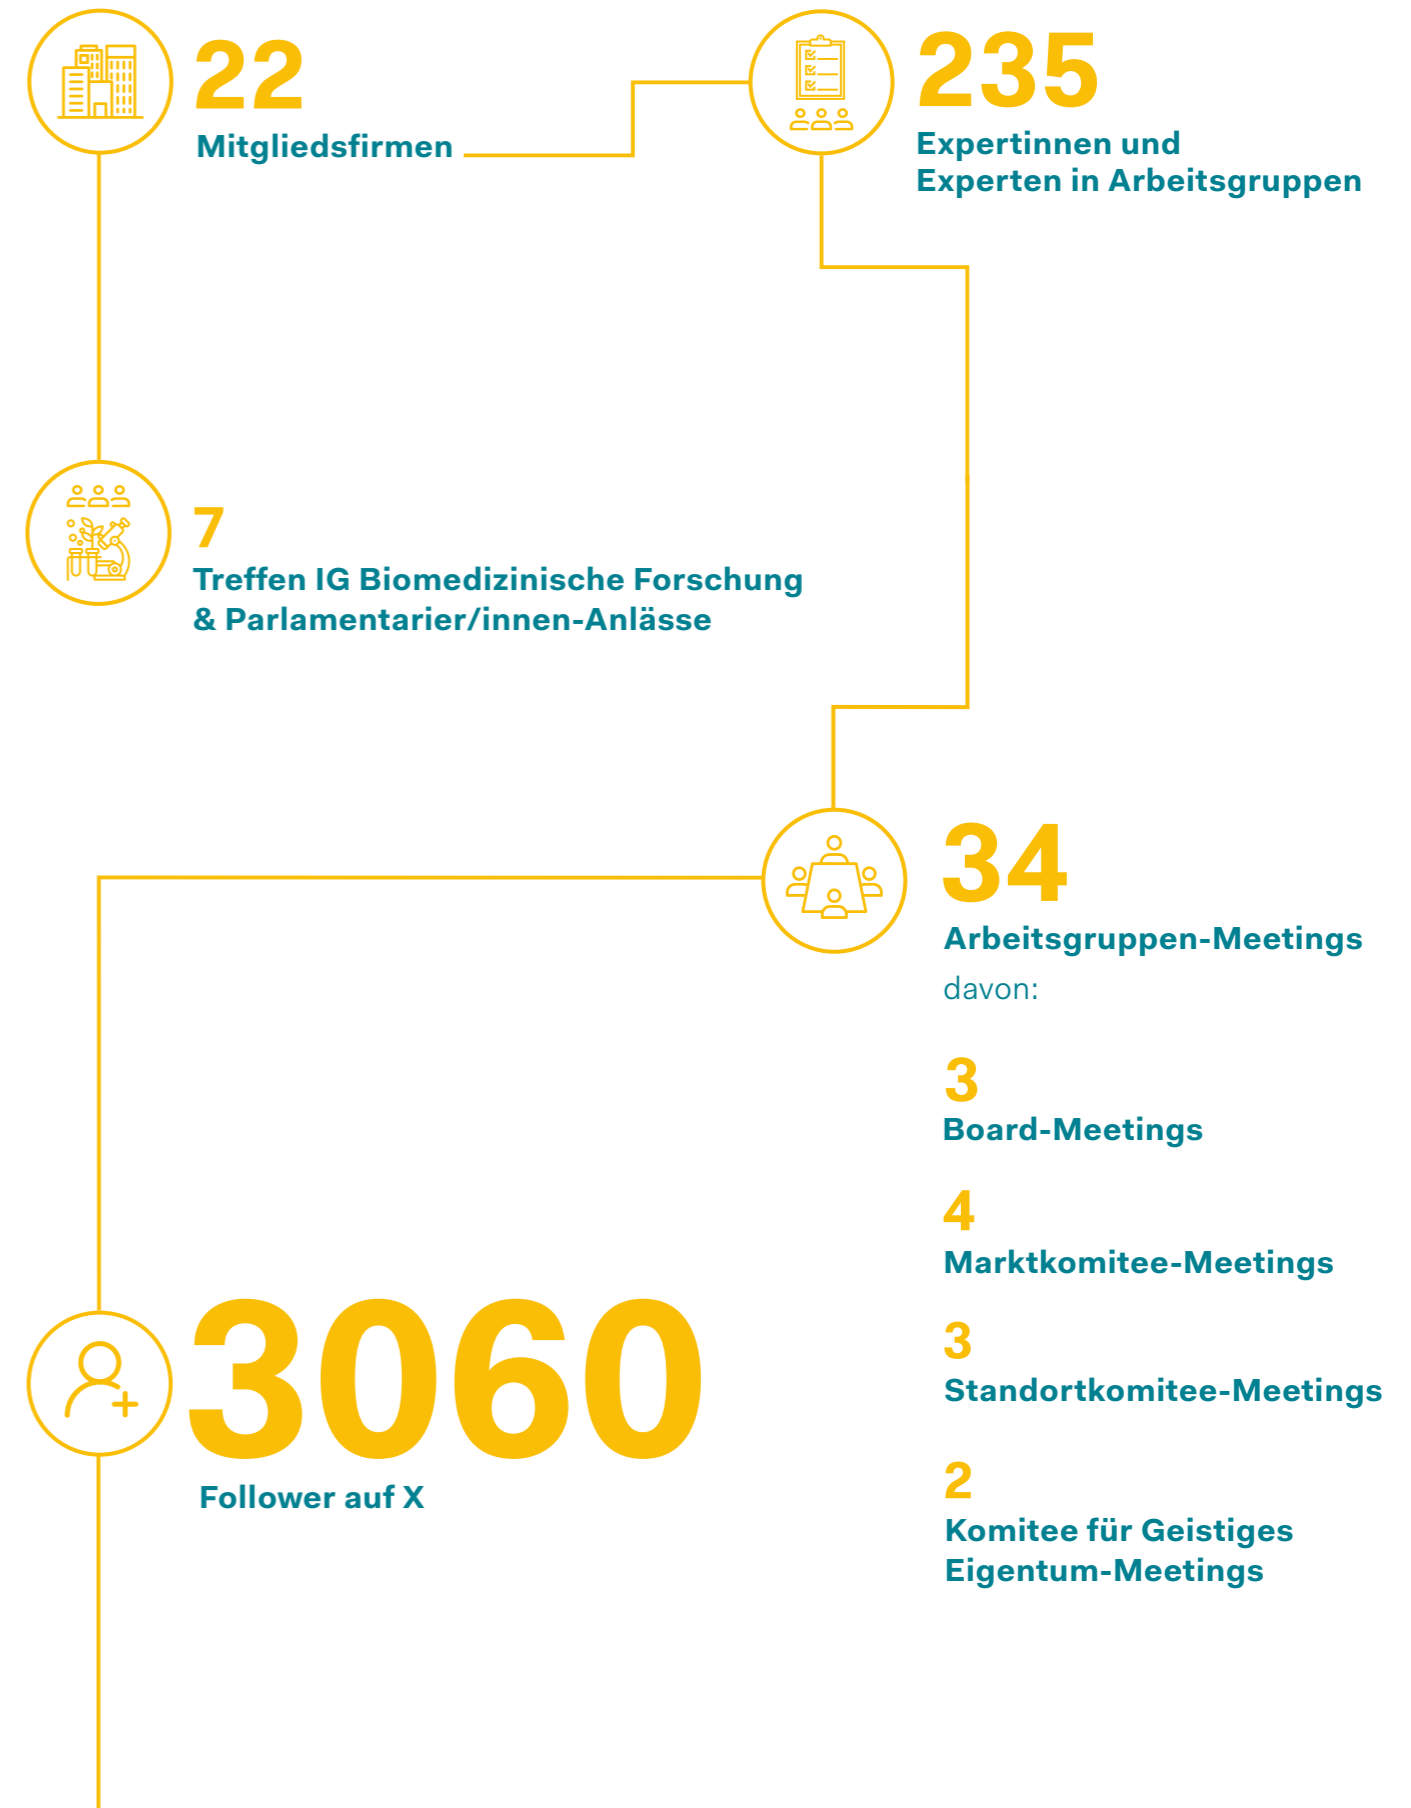 22
Mitgliedsfirmen
235
Expertinnen und
Experten in Arbeitsgruppen
7
Treffen IG Biomedizinische Forschung
& Parlamentarier/innen-Anlässe
34
Arbeitsgruppen-Meetings
davon:
3
Board-Meetings
4
Marktkomitee-Meetings
3
Standortkomitee-Meetings
2
Komitee für Geistiges
Eigentum-Meetings
3060
Follower auf X